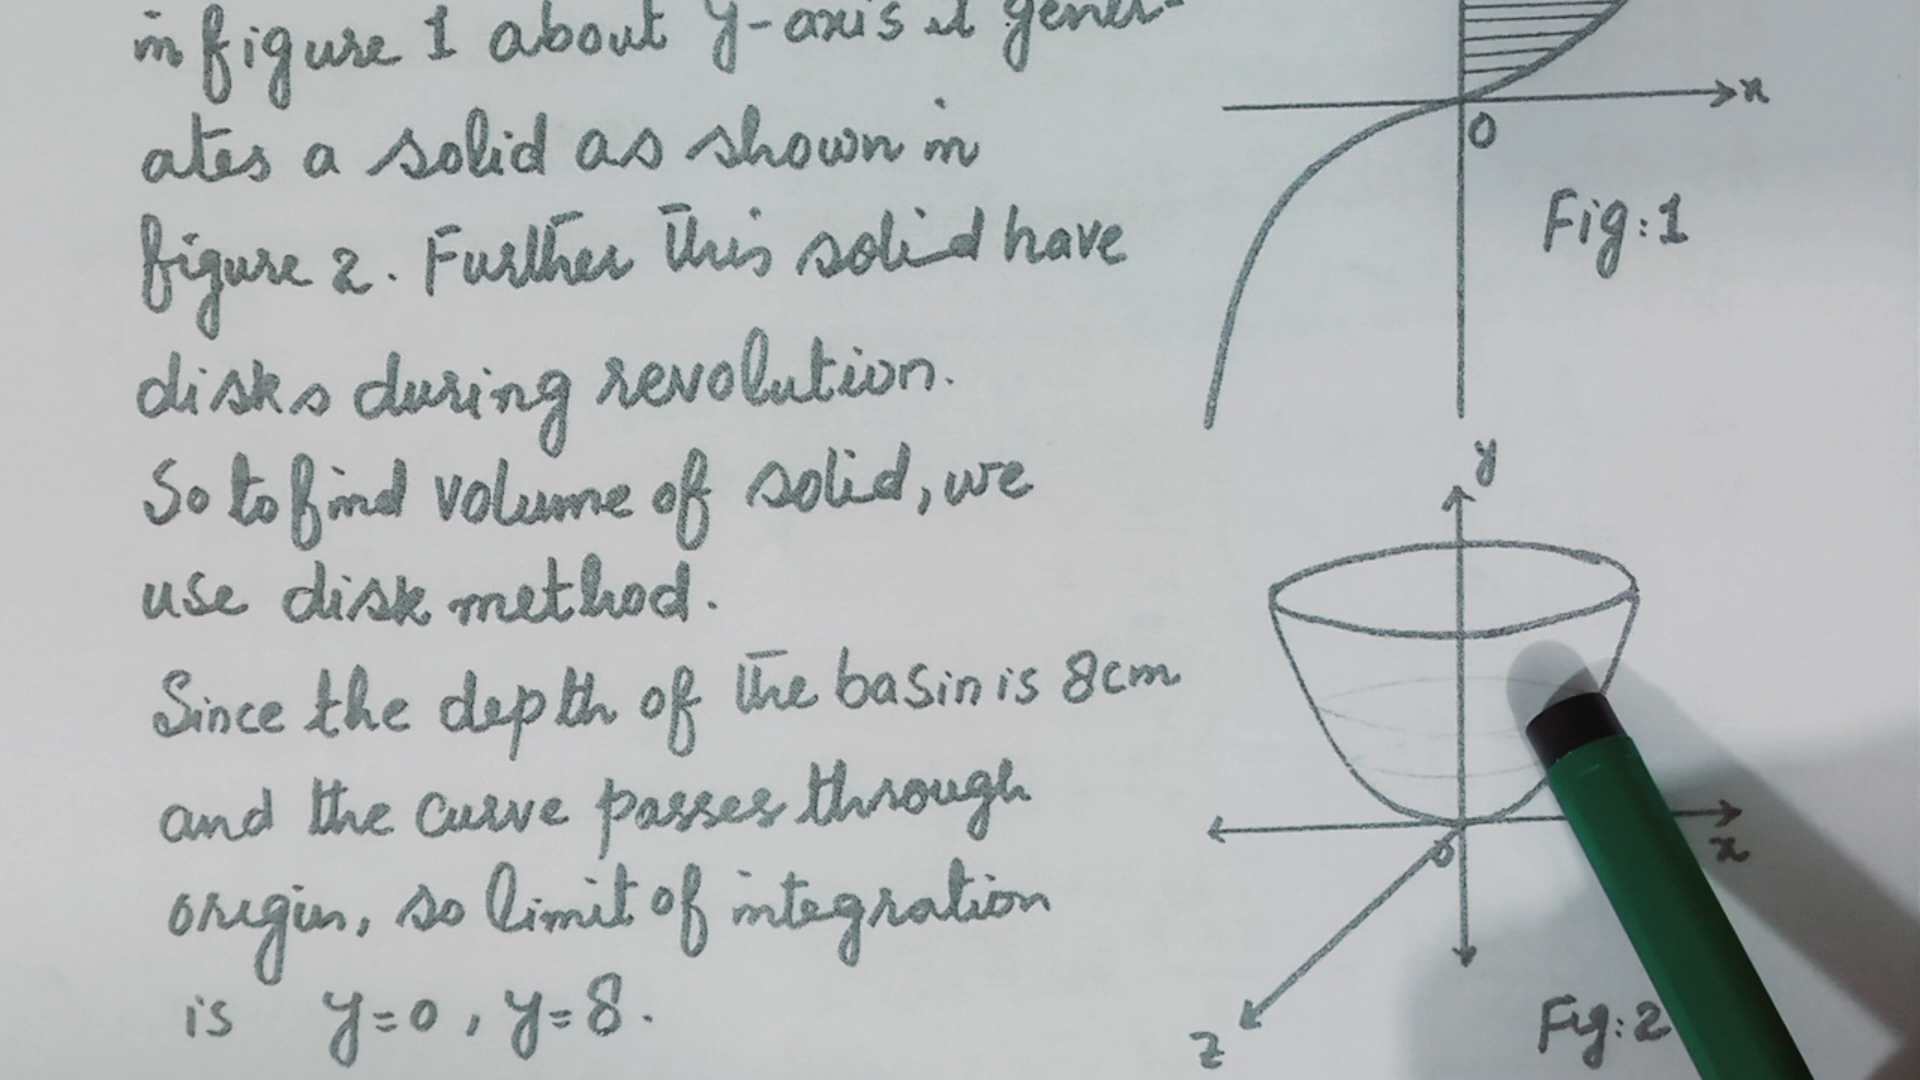 in figure 1 about y-axis it gener-
ates a solid as shown in
figure 2. Further this solid have
disks during revolution.
So to find volume of solid, we
use disk method.
Since the depth of the basin is 8cm
and the curve passes through
origin, so limit of integration
is y=0, y=8.
x
0
Fig:1
y
x
0
z
Fig:2